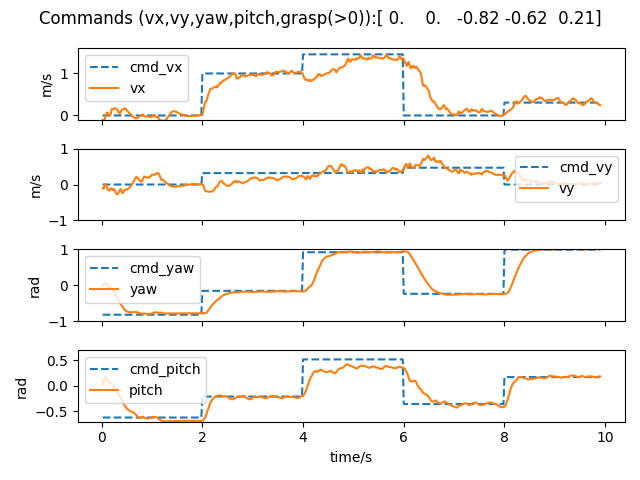 Commands (vx,vy,yaw,pitch,grasp(>0)):[ 0.    0.   -0.82 -0.62  0.21]
1
0
m/s
cmd_vx
vx
1
0
−1
m/s
cmd_vy
vy
1
0
−1
rad
cmd_yaw
yaw
0.5
0.0
−0.5
rad
cmd_pitch
pitch
0 2 4 6 8 10
time/s